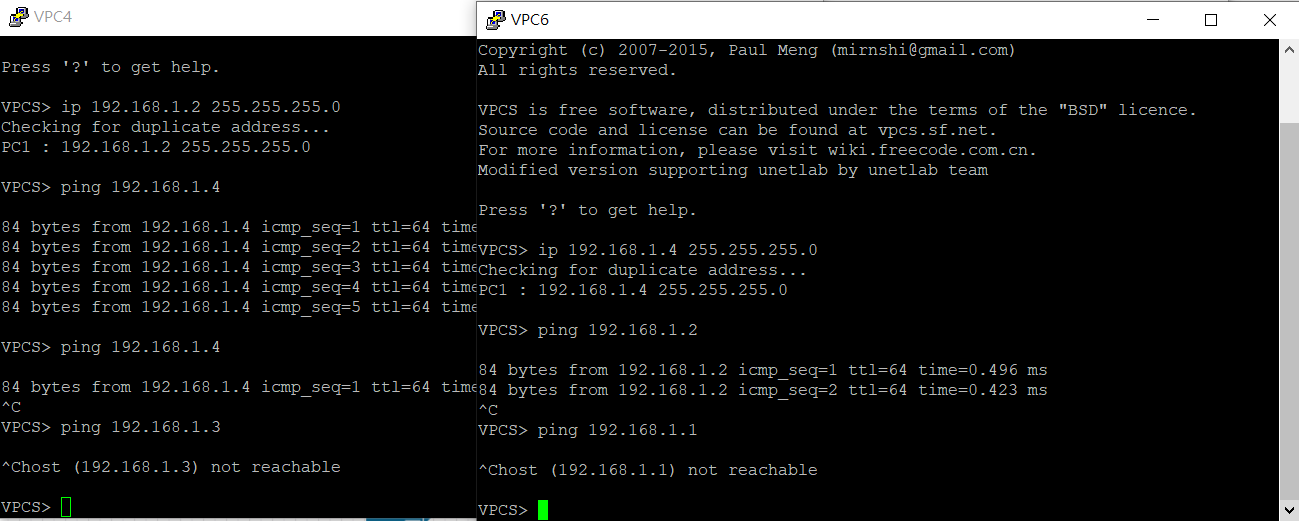 VPC4
Press '?' to get help.
VPCS> ip 192.168.1.2 255.255.255.0
Checking for duplicate address...
PC1 : 192.168.1.2 255.255.255.0
VPCS> ping 192.168.1.4
84 bytes from 192.168.1.4 icmp_seq=1 ttl=64 time
84 bytes from 192.168.1.4 icmp_seq=2 ttl=64 time
84 bytes from 192.168.1.4 icmp_seq=3 ttl=64 time
84 bytes from 192.168.1.4 icmp_seq=4 ttl=64 time
84 bytes from 192.168.1.4 icmp_seq=5 ttl=64 time
VPCS> ping 192.168.1.4
84 bytes from 192.168.1.4 icmp_seq=1 ttl=64 time
^C
VPCS> ping 192.168.1.3
^Chost (192.168.1.3) not reachable
VPCS>
VPC6
Copyright (c) 2007-2015, Paul Meng (mirnshi@gmail.com)
All rights reserved.
VPCS is free software, distributed under the terms of the "BSD" licence.
Source code and license can be found at vpcs.sf.net.
For more information, please visit wiki.freecode.com.cn.
Modified version supporting unetlab by unetlab team
Press '?' to get help.
VPCS> ip 192.168.1.4 255.255.255.0
Checking for duplicate address...
PC1 : 192.168.1.4 255.255.255.0
VPCS> ping 192.168.1.2
84 bytes from 192.168.1.2 icmp_seq=1 ttl=64 time=0.496 ms
84 bytes from 192.168.1.2 icmp_seq=2 ttl=64 time=0.423 ms
^C
VPCS> ping 192.168.1.1
^Chost (192.168.1.1) not reachable
VPCS>